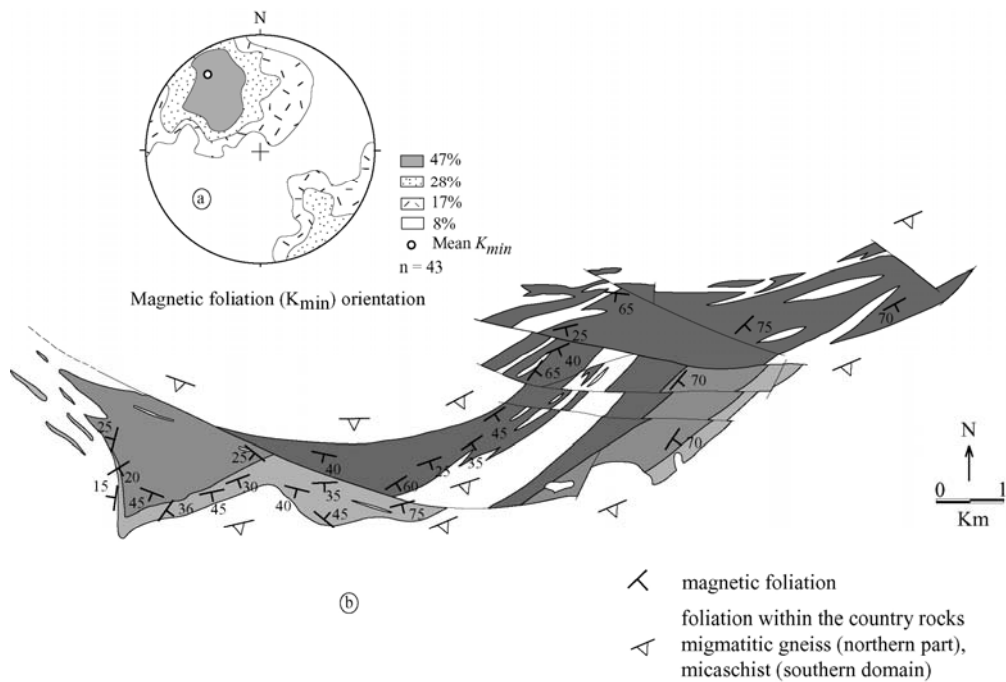 N
a
47%
28%
17%
8%
Mean Kmin
n = 43
Magnetic foliation (Kmin) orientation
65
75
70
25
40
65
70
45
35
70
25
40
25
60
25
20
15
45
36
45
30
40
35
45
75
N
0 1
Km
b
magnetic foliation
foliation within the country rocks
migmatitic gneiss (northern part),
micaschist (southern domain)